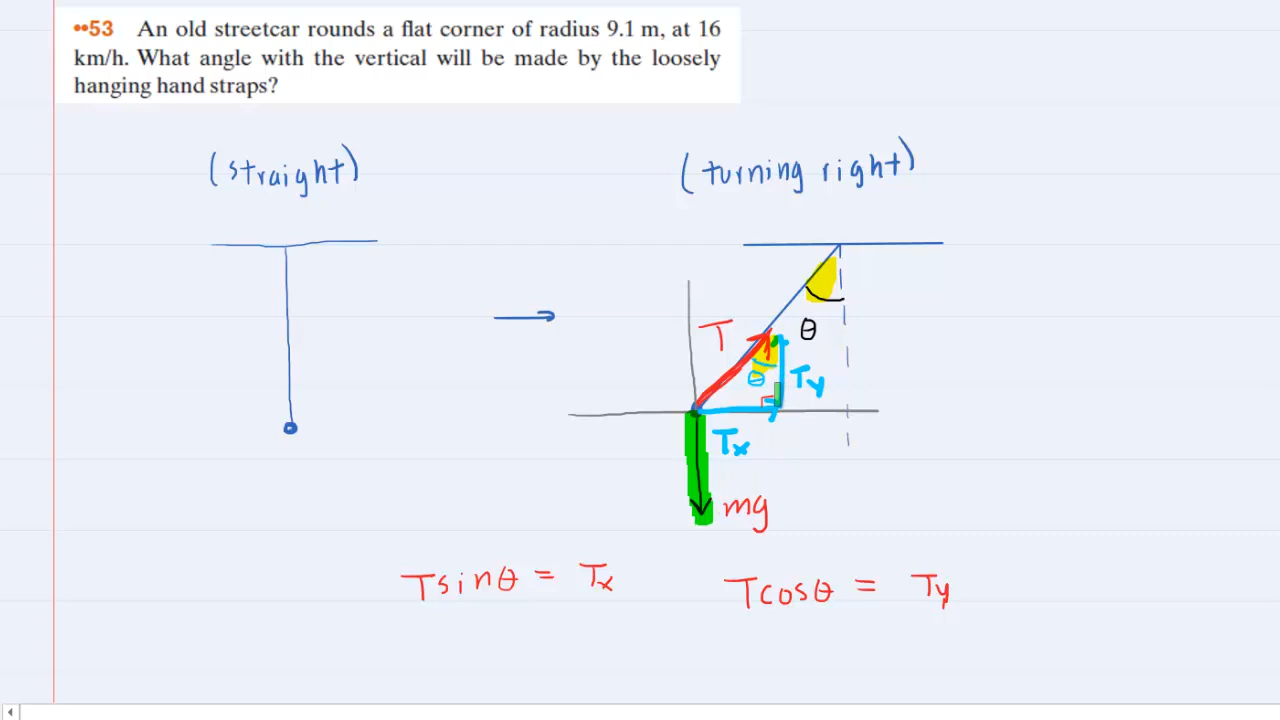 ••53 An old streetcar rounds a flat corner of radius 9.1 m, at 16
km/h. What angle with the vertical will be made by the loosely
hanging hand straps?
(straight)
(turning right)
θ
T
θ
Ty
Tx
mg
Tsinθ = Tx
Tcosθ = Ty